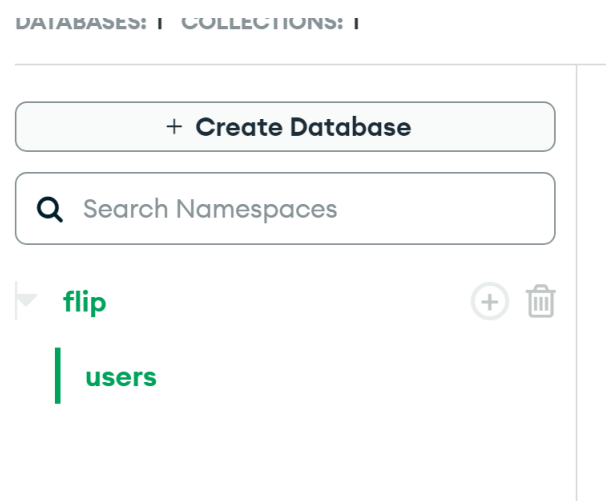 DATABASES: 1 COLLECTIONS: 1
+ Create Database
Search Namespaces
flip
users